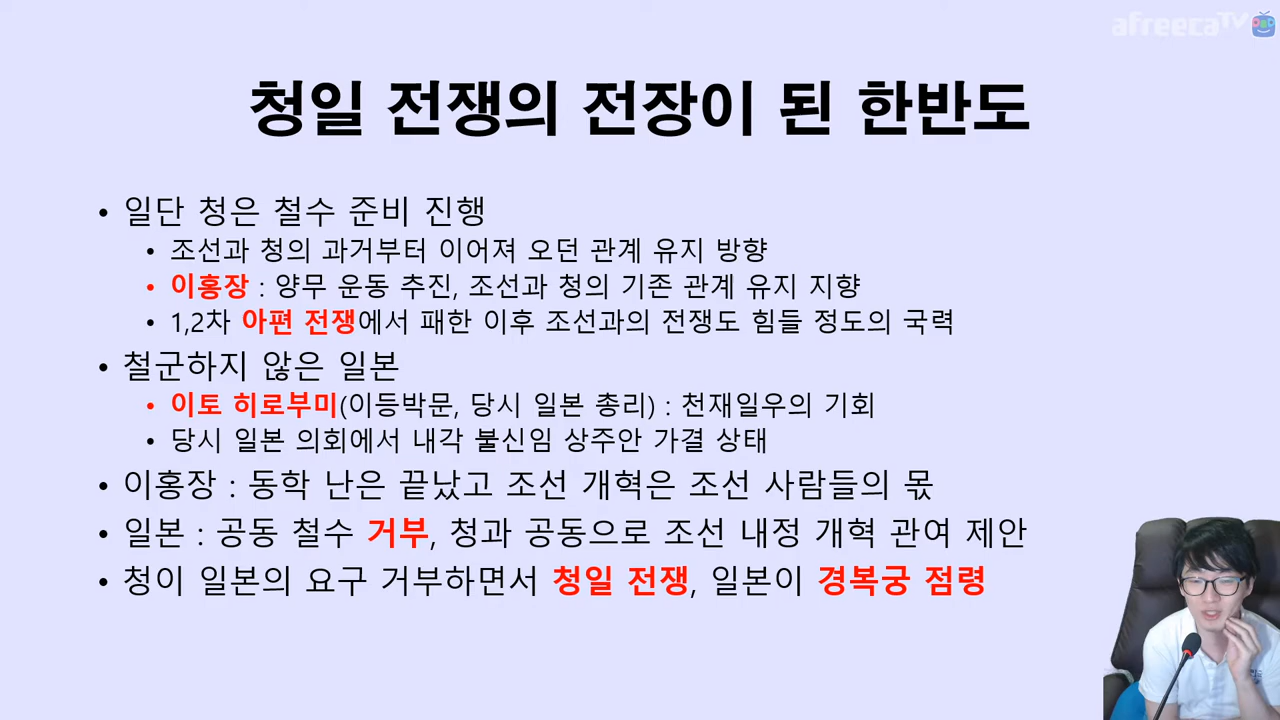 afreecaTV
청일 전쟁의 전장이 된 한반도
• 일단 청은 철수 준비 진행
• 조선과 청의 과거부터 이어져 오던 관계 유지 방향
• 이홍장 : 양무 운동 추진, 조선과 청의 기존 관계 유지 지향
• 1,2차 아편 전쟁에서 패한 이후 조선과의 전쟁도 힘들 정도의 국력
• 철군하지 않은 일본
• 이토 히로부미(이등박문, 당시 일본 총리) : 천재일우의 기회
• 당시 일본 의회에서 내각 불신임 상주안 가결 상태
• 이홍장 : 동학 난은 끝났고 조선 개혁은 조선 사람들의 몫
• 일본 : 공동 철수 거부, 청과 공동으로 조선 내정 개혁 관여 제안
• 청이 일본의 요구 거부하면서 청일 전쟁, 일본이 경복궁 점령